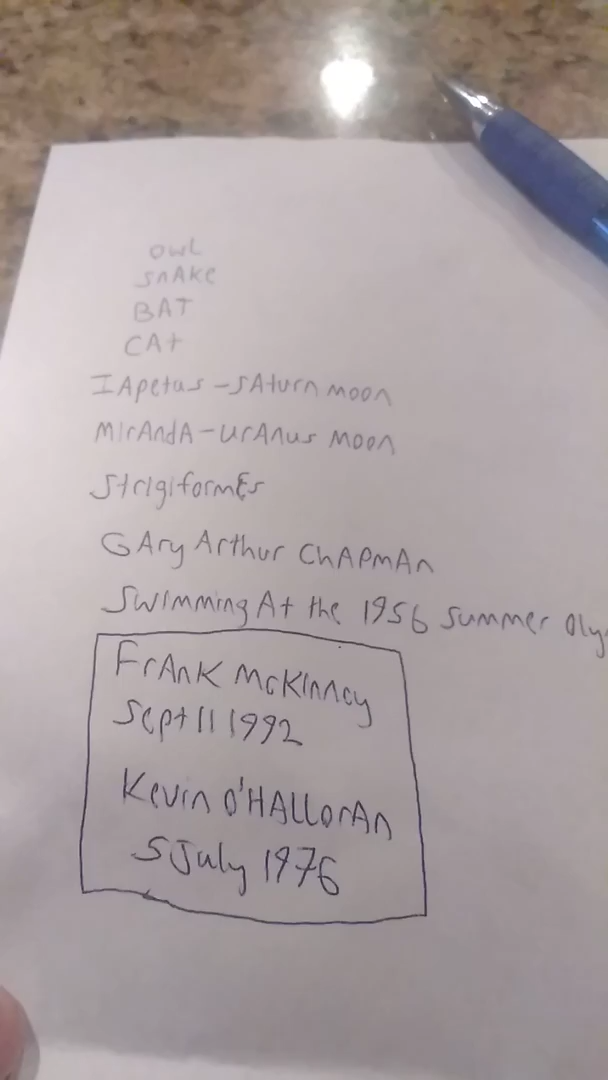 OWL
SNAKE
BAT
CAt
IApetus - SAturn moon
MIrAndA - UrAnus Moon
StrigiformEs
GAry Arthur ChAPmAn
Swimming At the 1956 Summer Oly
FrAnK McKInney
Sept 11 1992
Kevin O'HALLorAn
5 July 1976